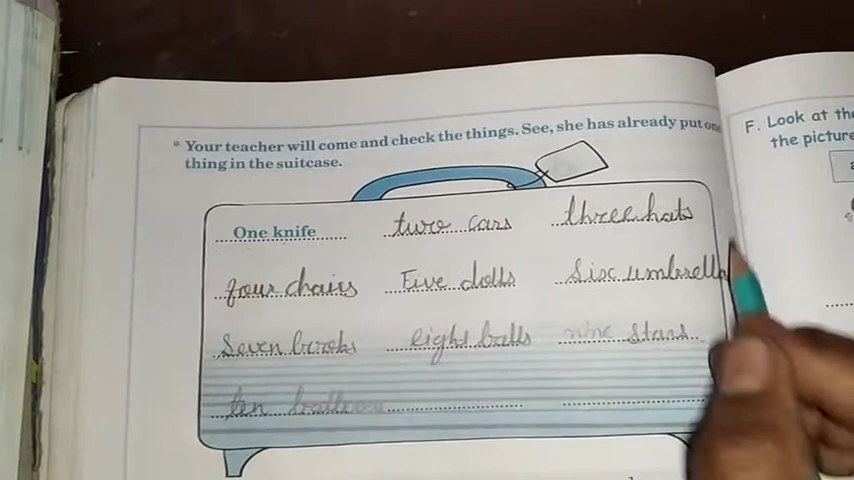 * Your teacher will come and check the things. See, she has already put one
thing in the suitcase.
One knife two cars three hats
four chairs Five dolls Six umbrella
Seven books eight balls nine Stars
ten
F. Look at the
the picture